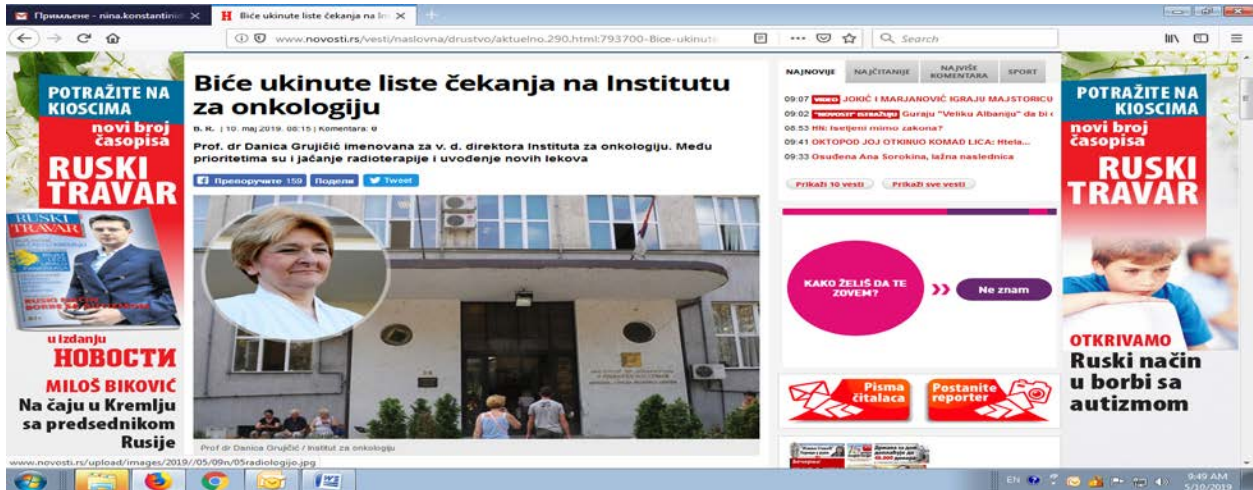 Примљене - nina.konstantini
Biće ukinute liste čekanja na In
www.novosti.rs/vesti/naslovna/drustvo/aktuelno.290.html:793700-Bice-ukinute
Search
POTRAŽITE NA
KIOSCIMA
novi broj
časopisa
RUSKI
TRAVAR
RUSKI
TRAVAR
u izdanju
НОВОСТИ
MILOŠ BIKOVIĆ
Na čaju u Kremlju
sa predsednikom
Rusije
Biće ukinute liste čekanja na Institutu
za onkologiju
B. R. | 10. maj 2019. 08:15 | Komentara: 0
Prof. dr Danica Grujičić imenovana za v. d. direktora Instituta za onkologiju. Među
prioritetima su i jačanje radioterapije i uvođenje novih lekova
Препоручите 159 Подели Tweet
Prof dr Danica Grujičić / Institut za onkologiju
NAJNOVIJE NAJČITANIJE NAJVIŠE KOMENTARA SPORT
09:07 VIDEO JOKIĆ I MARJANOVIĆ IGRAJU MAJSTORICU
09:02 "NOVOSTI" ISTRAŽUJU Guraju "Veliku Albaniju" da bi
08:53 HN: Iseljeni mimo zakona?
09:41 OKTOPOD JOJ OTKINUO KOMAD LICA: Htela...
09:33 Osuđena Ana Sorokina, lažna naslednica
Prikaži 10 vesti Prikaži sve vesti
KAKO ŽELIŠ DA TE
ZOVEM?
Ne znam
Pisma
čitalaca
Postanite
reporter
POTRAŽITE NA
KIOSCIMA
novi broj
časopisa
RUSKI
TRAVAR
OTKRIVAMO
Ruski način
u borbi sa
autizmom
www.novosti.rs/upload/images/2019//05/09n/05radiologijo.jpg
EN
9:49 AM
5/10/2019